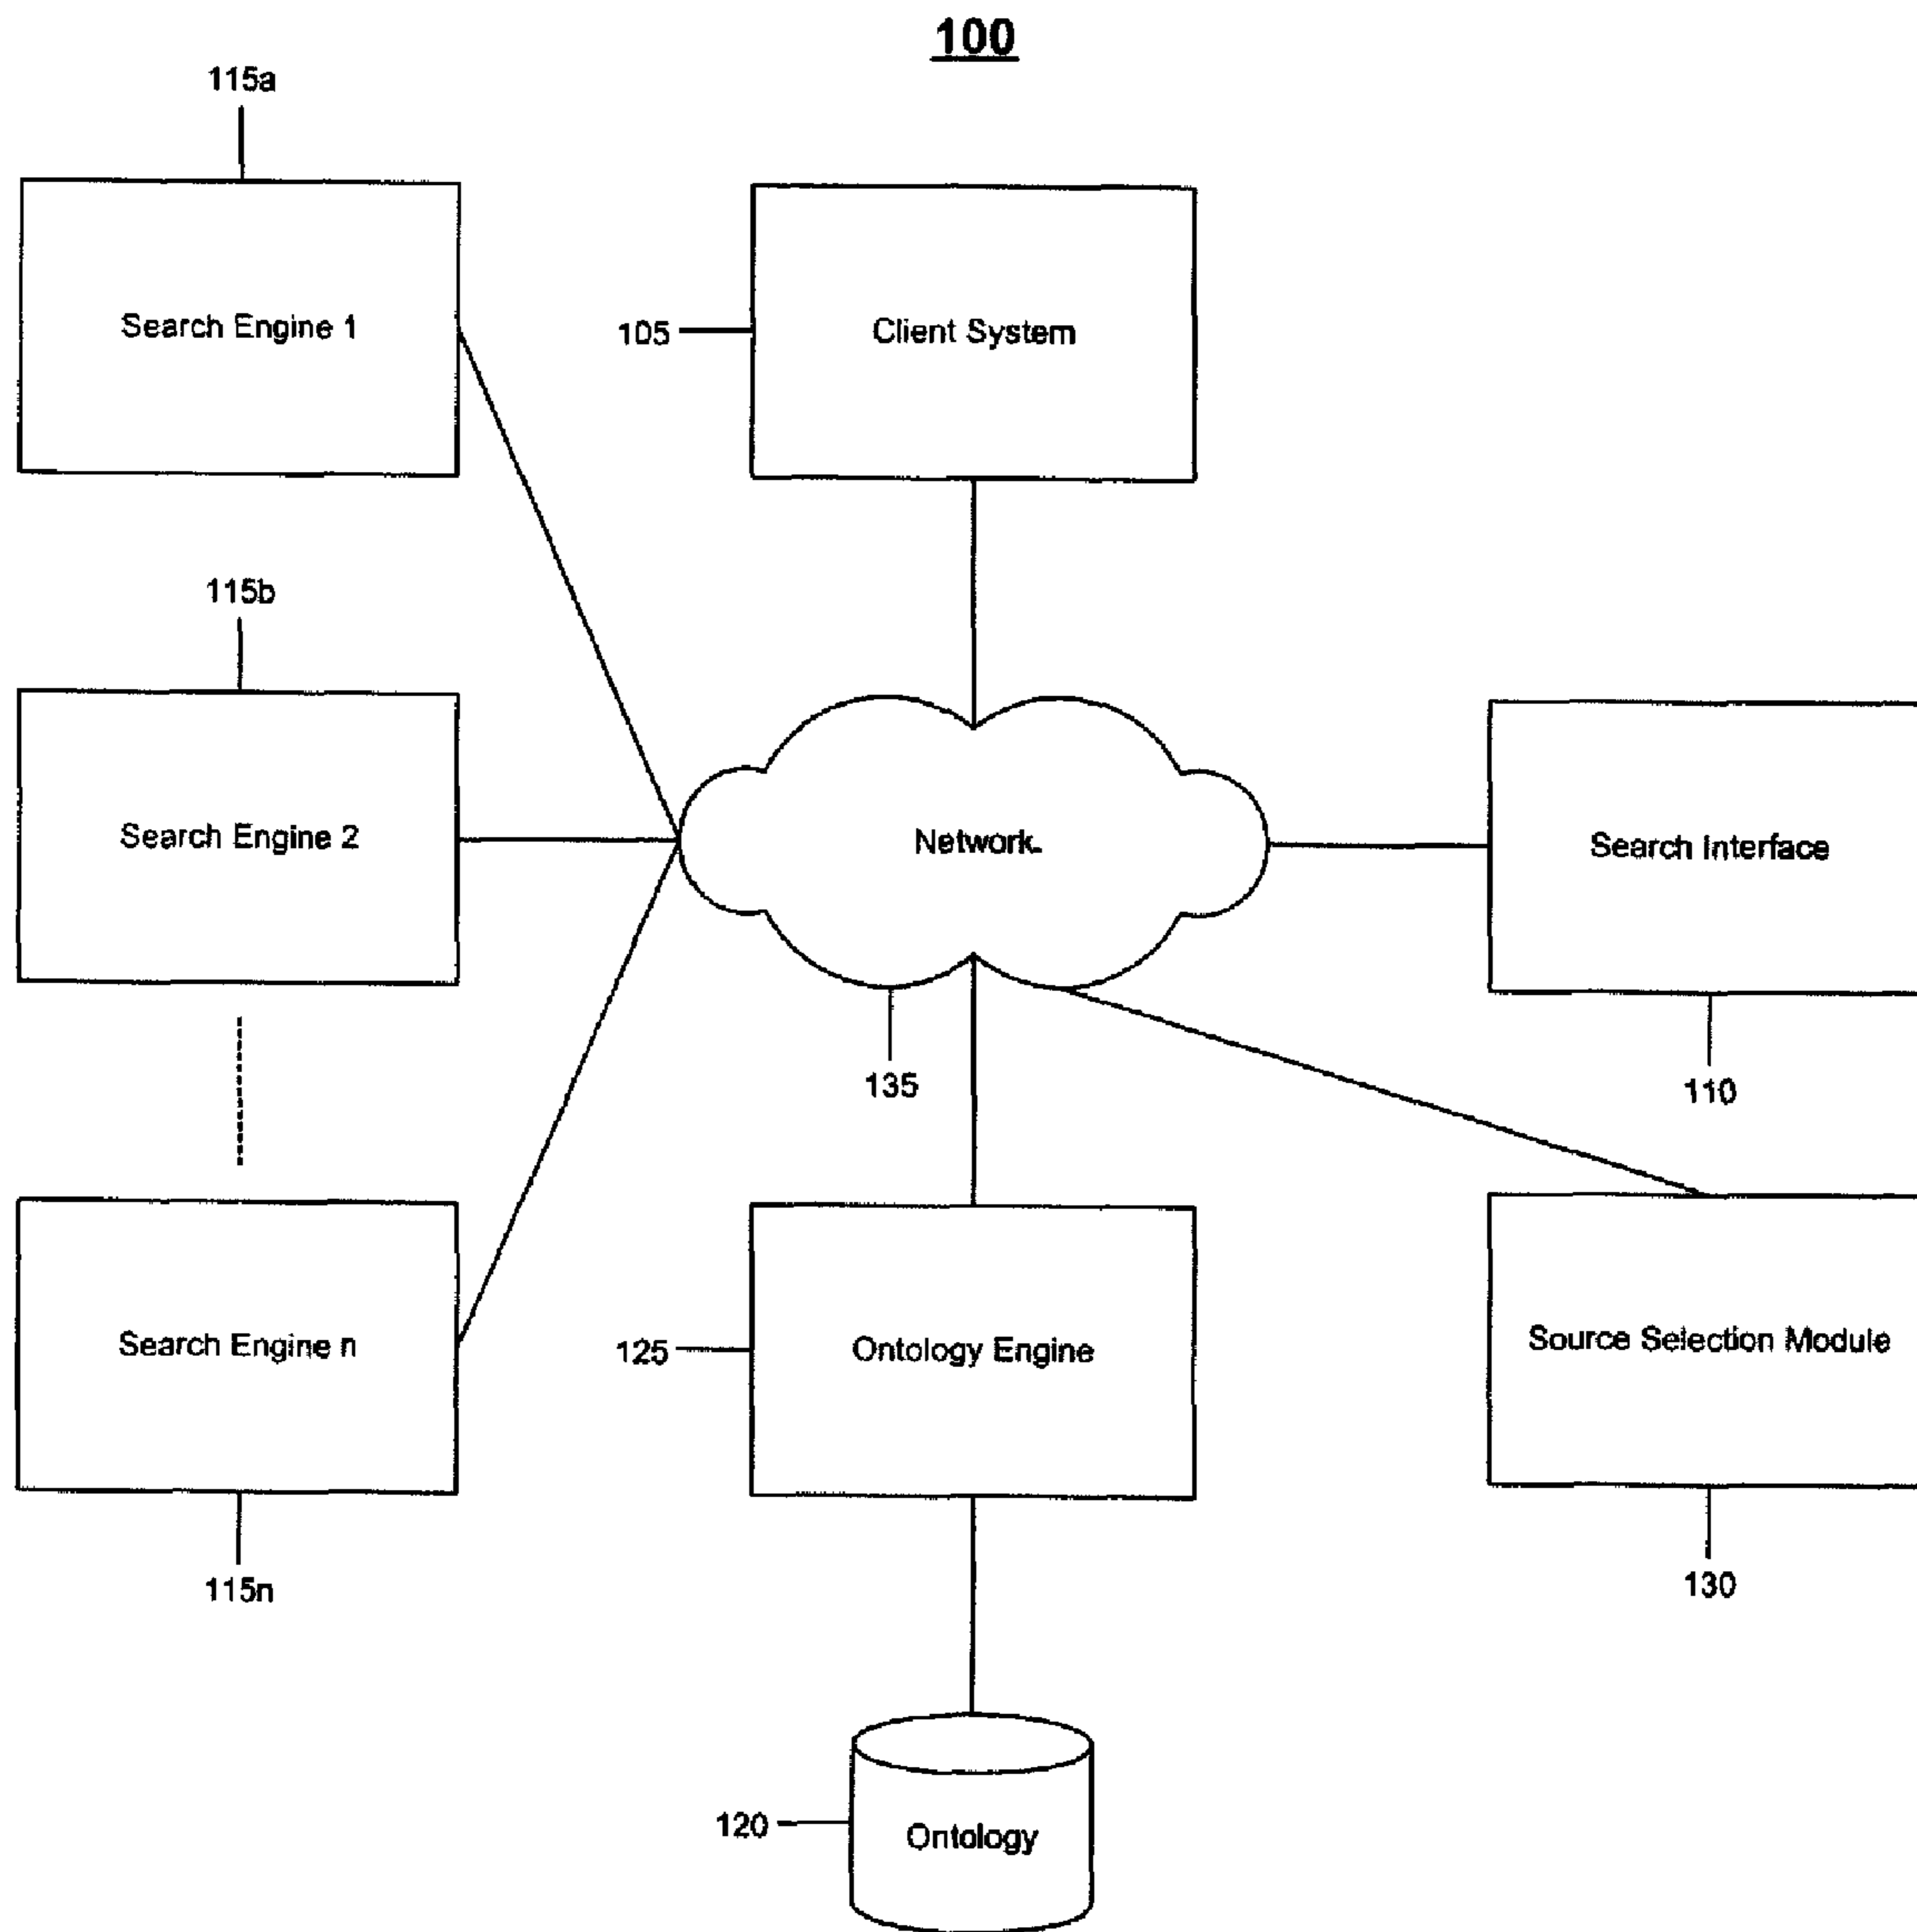 100
115a
Search Engine 1
105
Client System
115b
Search Engine 2
Network.
Search Interface
135
110
Search Engine n
125
Ontology Engine
Source Selection Module
115n
130
120
Ontology